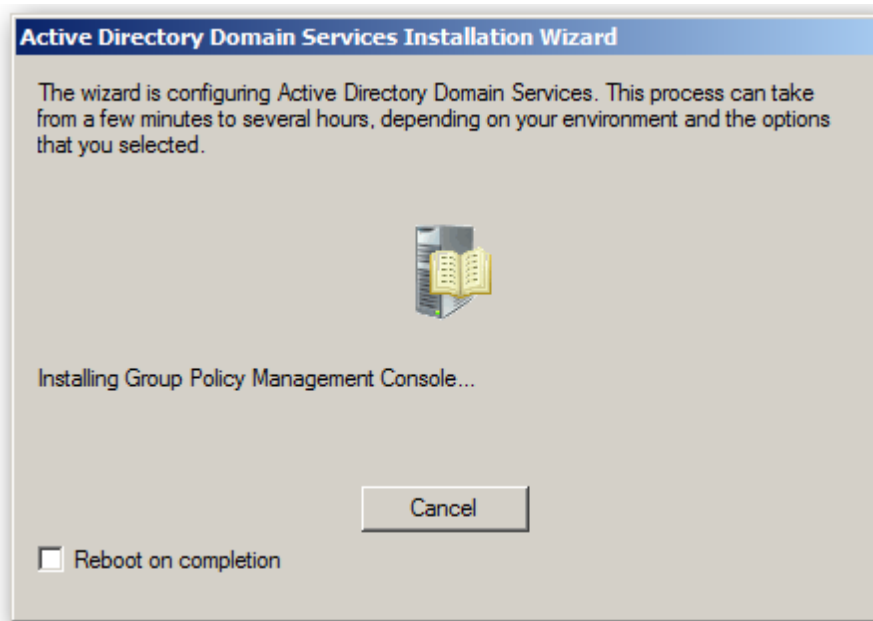 Active Directory Domain Services Installation Wizard
The wizard is configuring Active Directory Domain Services. This process can take
from a few minutes to several hours, depending on your environment and the options
that you selected.
Installing Group Policy Management Console...
Cancel
Reboot on completion